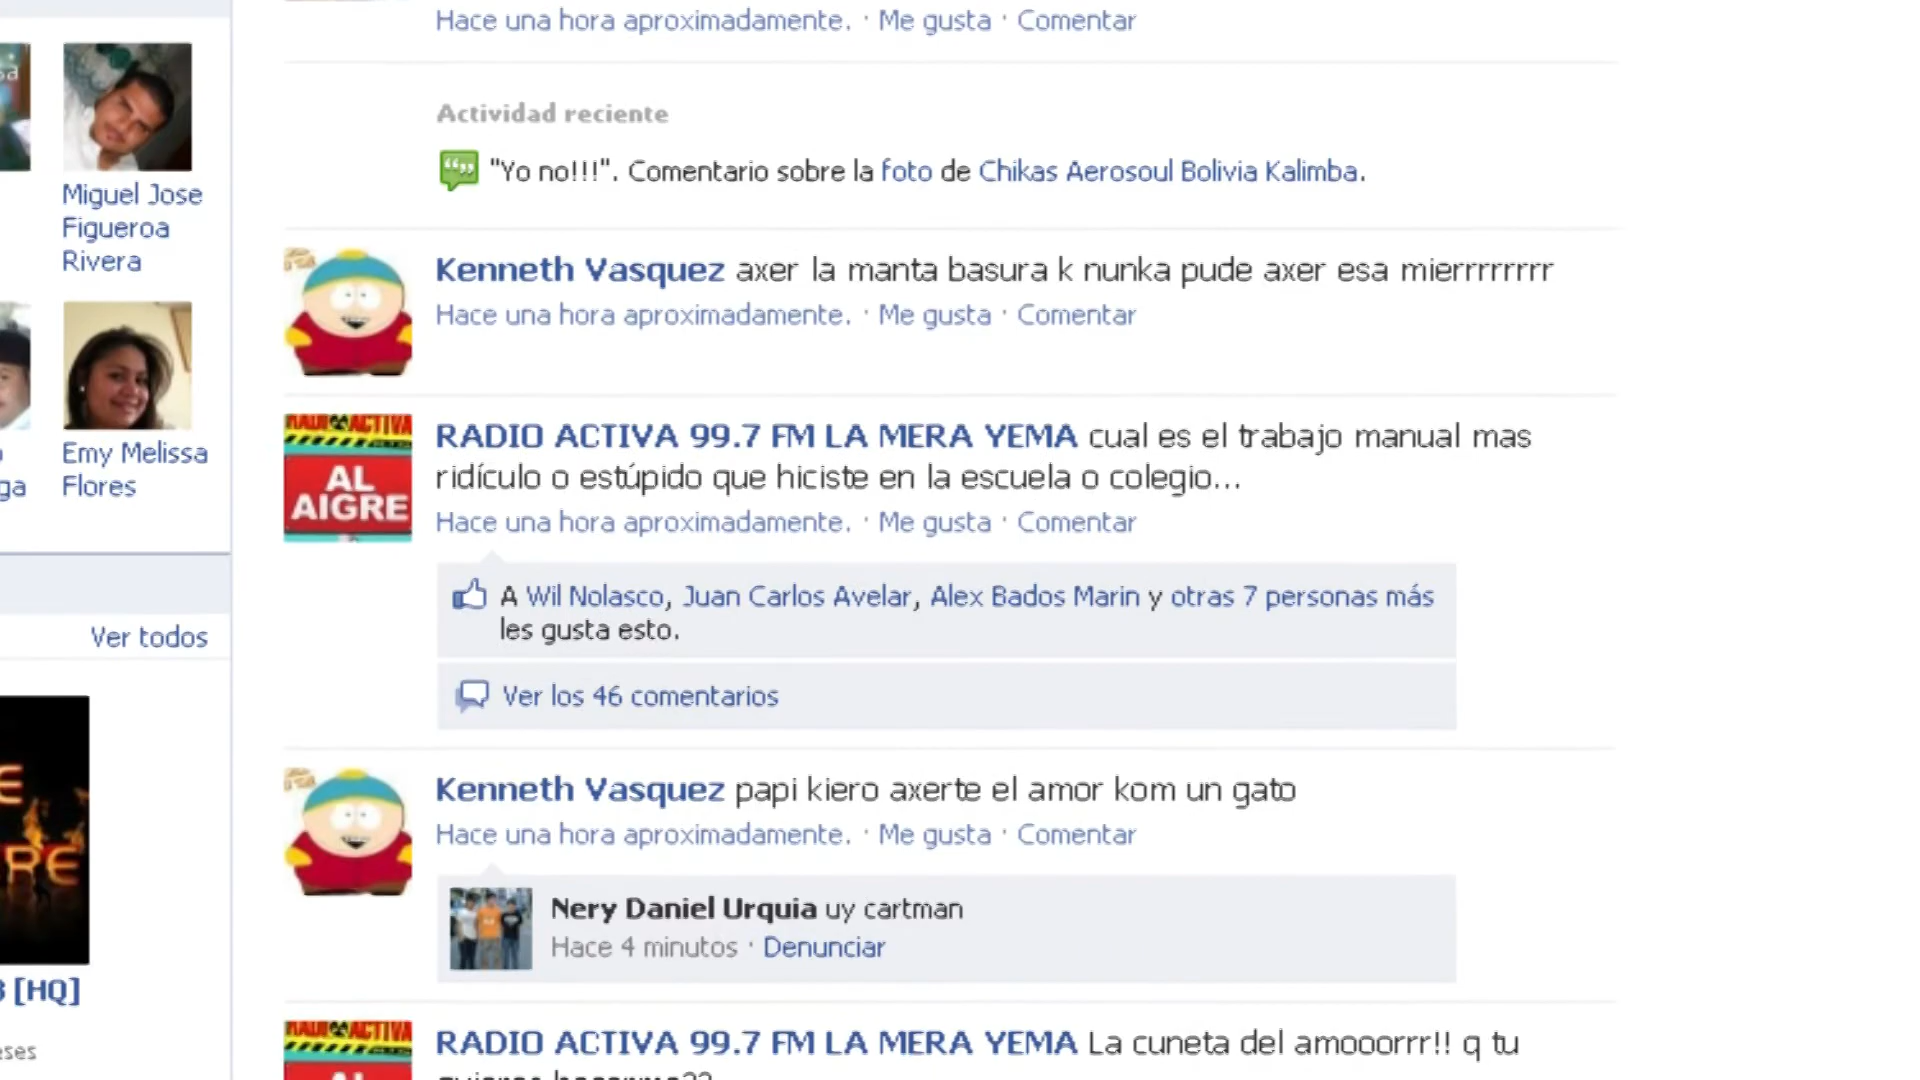 Hace una hora aproximadamente. · Me gusta · Comentar
Miguel Jose
Figueroa
Rivera
Emy Melissa
Flores
ga
Ver todos
[HQ]
Actividad reciente
"Yo no!!!". Comentario sobre la foto de Chikas Aerosoul Bolivia Kalimba.
Kenneth Vasquez axer la manta basura k nunka pude axer esa mierrrrrrrr
Hace una hora aproximadamente. · Me gusta · Comentar
RADIO ACTIVA
AL
AIGRE
RADIO ACTIVA 99.7 FM LA MERA YEMA cual es el trabajo manual mas
ridículo o estúpido que hiciste en la escuela o colegio...
Hace una hora aproximadamente. · Me gusta · Comentar
A Wil Nolasco, Juan Carlos Avelar, Alex Bados Marin y otras 7 personas más
les gusta esto.
Ver los 46 comentarios
Kenneth Vasquez papi kiero axerte el amor kom un gato
Hace una hora aproximadamente. · Me gusta · Comentar
Nery Daniel Urquia uy cartman
Hace 4 minutos · Denunciar
RADIO ACTIVA
AL
RADIO ACTIVA 99.7 FM LA MERA YEMA La cuneta del amooorrr!! q tu